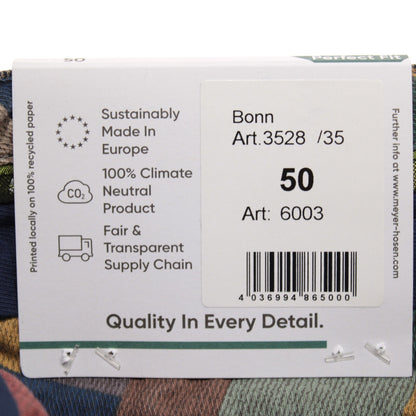 Perfect Fit
50
Sustainably
Made In
Europe
CO2
100% Climate
Neutral
Product
Fair &
Transparent
Supply Chain
Printed locally on 100% recycled paper
Bonn
Art.3528 /35
50
Art: 6003
4 036994 865000
Further info at www.meyer-hosen.com
Quality In Every Detail.